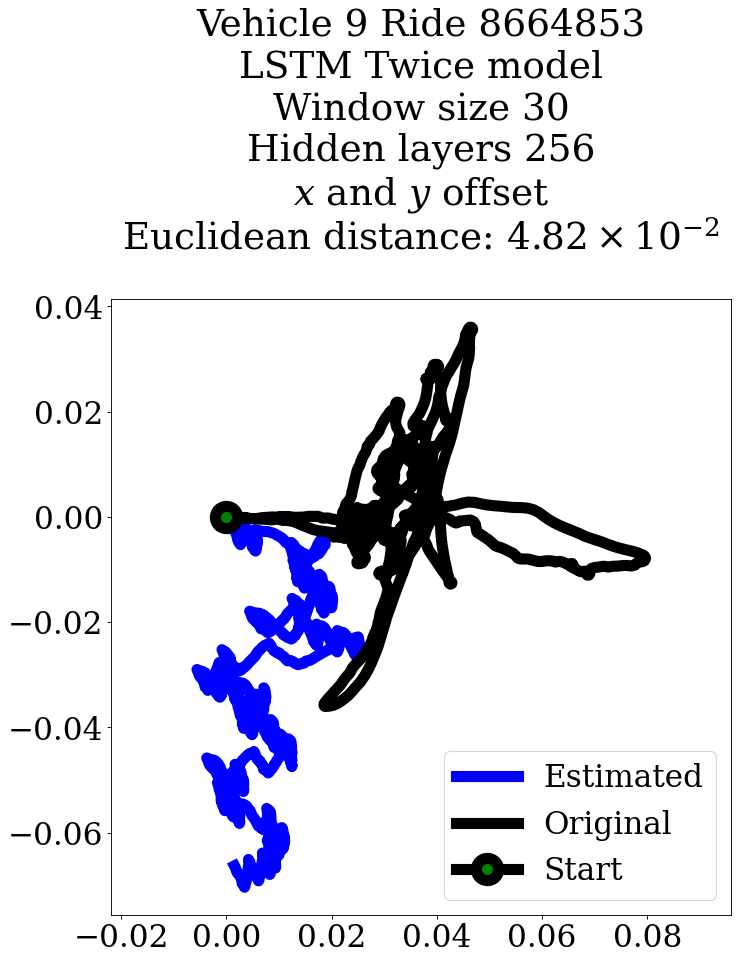 Vehicle 9 Ride 8664853
LSTM Twice model
Window size 30
Hidden layers 256
x and y offset
Euclidean distance: 4.82 × 10⁻²
0.04
0.02
0.00
−0.02
−0.04
−0.06
Estimated
Original
Start
−0.02 0.00 0.02 0.04 0.06 0.08